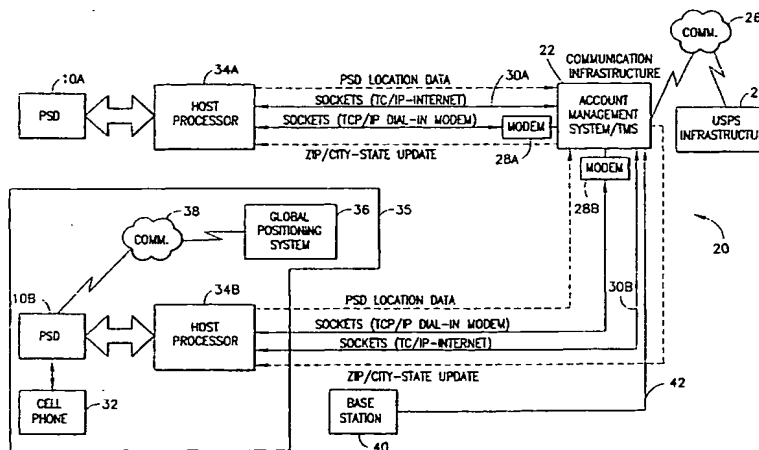 COMM.
26
34A
22
COMMUNICATION
INFRASTRUCTURE
10A
PSD
HOST
PROCESSOR
PSD LOCATION DATA
30A
SOCKETS (TC/IP-INTERNET)
SOCKETS (TCP/IP DIAL-IN MODEM)
MODEM
28A
ZIP/CITY-STATE UPDATE
ACCOUNT
MANAGEMENT
SYSTEM/TMS
USPS
INFRASTRUCTURE
MODEM
28B
20
38
COMM.
GLOBAL
POSITIONING
SYSTEM
36
35
10B
PSD
34B
HOST
PROCESSOR
30B
PSD LOCATION DATA
SOCKETS (TCP/IP DIAL-IN MODEM)
SOCKETS (TC/IP-INTERNET)
ZIP/CITY-STATE UPDATE
CELL
PHONE
32
BASE
STATION
40
42